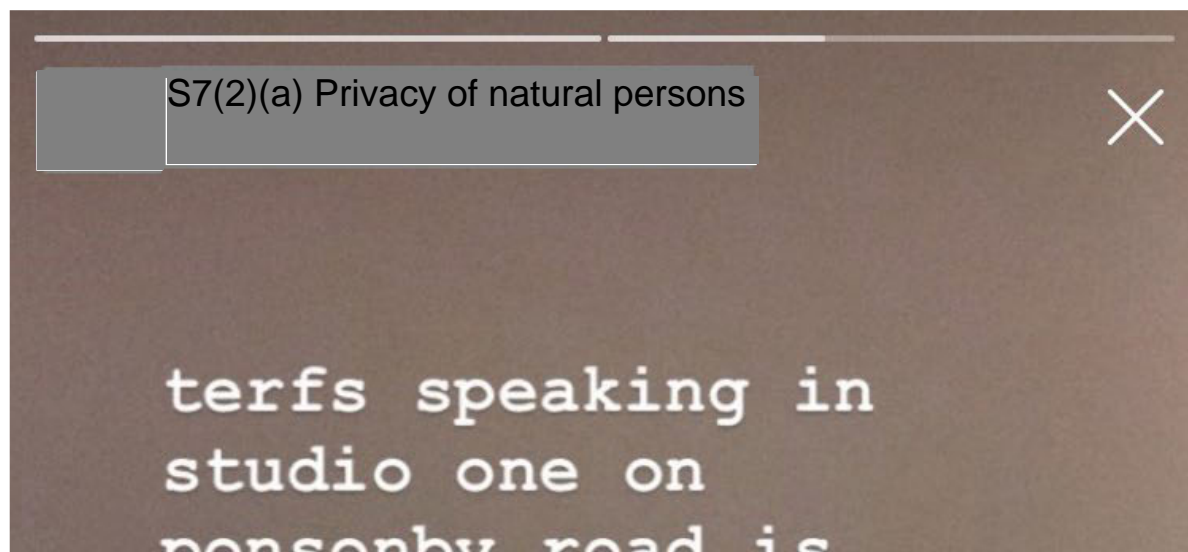 S7(2)(a) Privacy of natural persons
terfs speaking in
studio one on
ponsonby road is